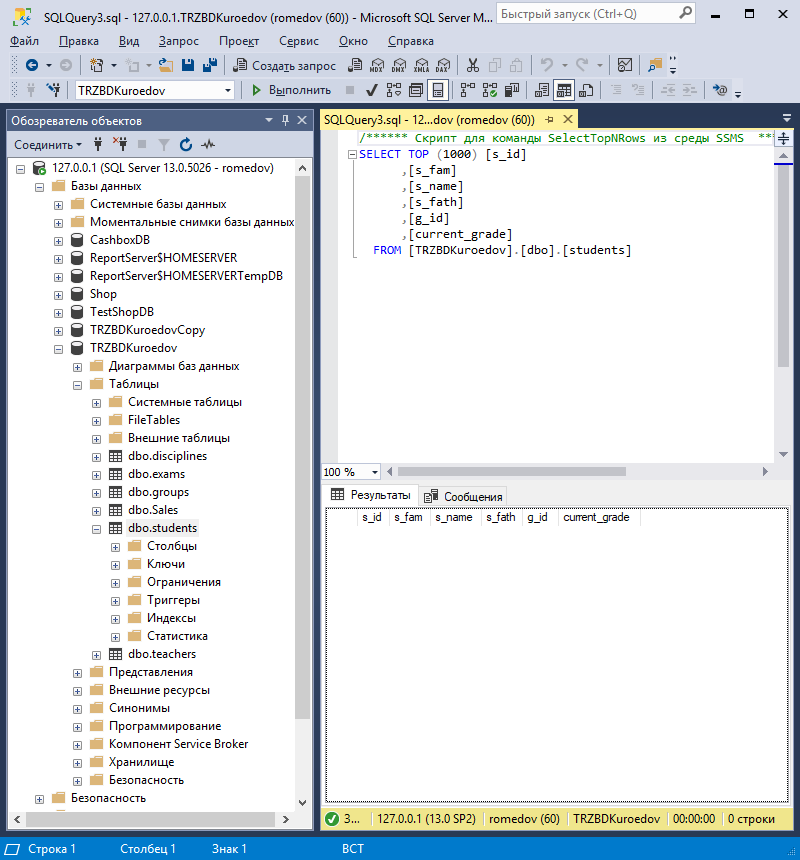 SQLQuery3.sql - 127.0.0.1.TRZBDKuroedov (romedov (60)) - Microsoft SQL Server M...
Быстрый запуск (Ctrl+Q)
Файл Правка Вид Запрос Проект Сервис Окно Справка
Создать запрос MDX DMX XMLA DAX
TRZBDKuroedov Выполнить
Обозреватель объектов
Соединить
127.0.0.1 (SQL Server 13.0.5026 - romedov)
Базы данных
Системные базы данных
Моментальные снимки базы данных
CashboxDB
ReportServer$HOMESERVER
ReportServer$HOMESERVERTempDB
Shop
TestShopDB
TRZBDKuroedovCopy
TRZBDKuroedov
Диаграммы баз данных
Таблицы
Системные таблицы
FileTables
Внешние таблицы
dbo.disciplines
dbo.exams
dbo.groups
dbo.Sales
dbo.students
Столбцы
Ключи
Ограничения
Триггеры
Индексы
Статистика
dbo.teachers
Представления
Внешние ресурсы
Синонимы
Программирование
Компонент Service Broker
Хранилище
Безопасность
Безопасность
SQLQuery3.sql - 12...dov (romedov (60))
/****** Скрипт для команды SelectTopNRows из среды SSMS **
SELECT TOP (1000) [s_id]
,[s_fam]
,[s_name]
,[s_fath]
,[g_id]
,[current_grade]
FROM [TRZBDKuroedov].[dbo].[students]
100 %
Результаты Сообщения
s_id s_fam s_name s_fath g_id current_grade
З... 127.0.0.1 (13.0 SP2) romedov (60) TRZBDKuroedov 00:00:00 0 строки
Строка 1 Столбец 1 Знак 1 ВСТ